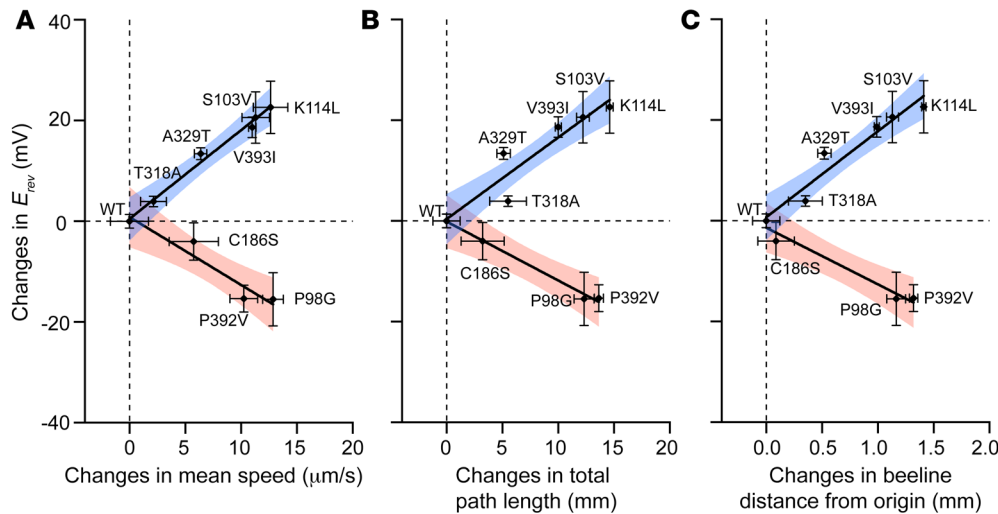 A
B
C
40
20
0
-20
-40
Changes in Erev (mV)
WT
T318A
A329T
S103V
V393I
K114L
C186S
P392V
P98G
0
5
10
15
20
Changes in mean speed (μm/s)
WT
A329T
V393I
S103V
K114L
T318A
C186S
P98G
P392V
0
5
10
15
20
Changes in total
path length (mm)
WT
A329T
V393I
S103V
K114L
T318A
C186S
P98G
P392V
0.0
0.5
1.0
1.5
2.0
Changes in beeline
distance from origin (mm)